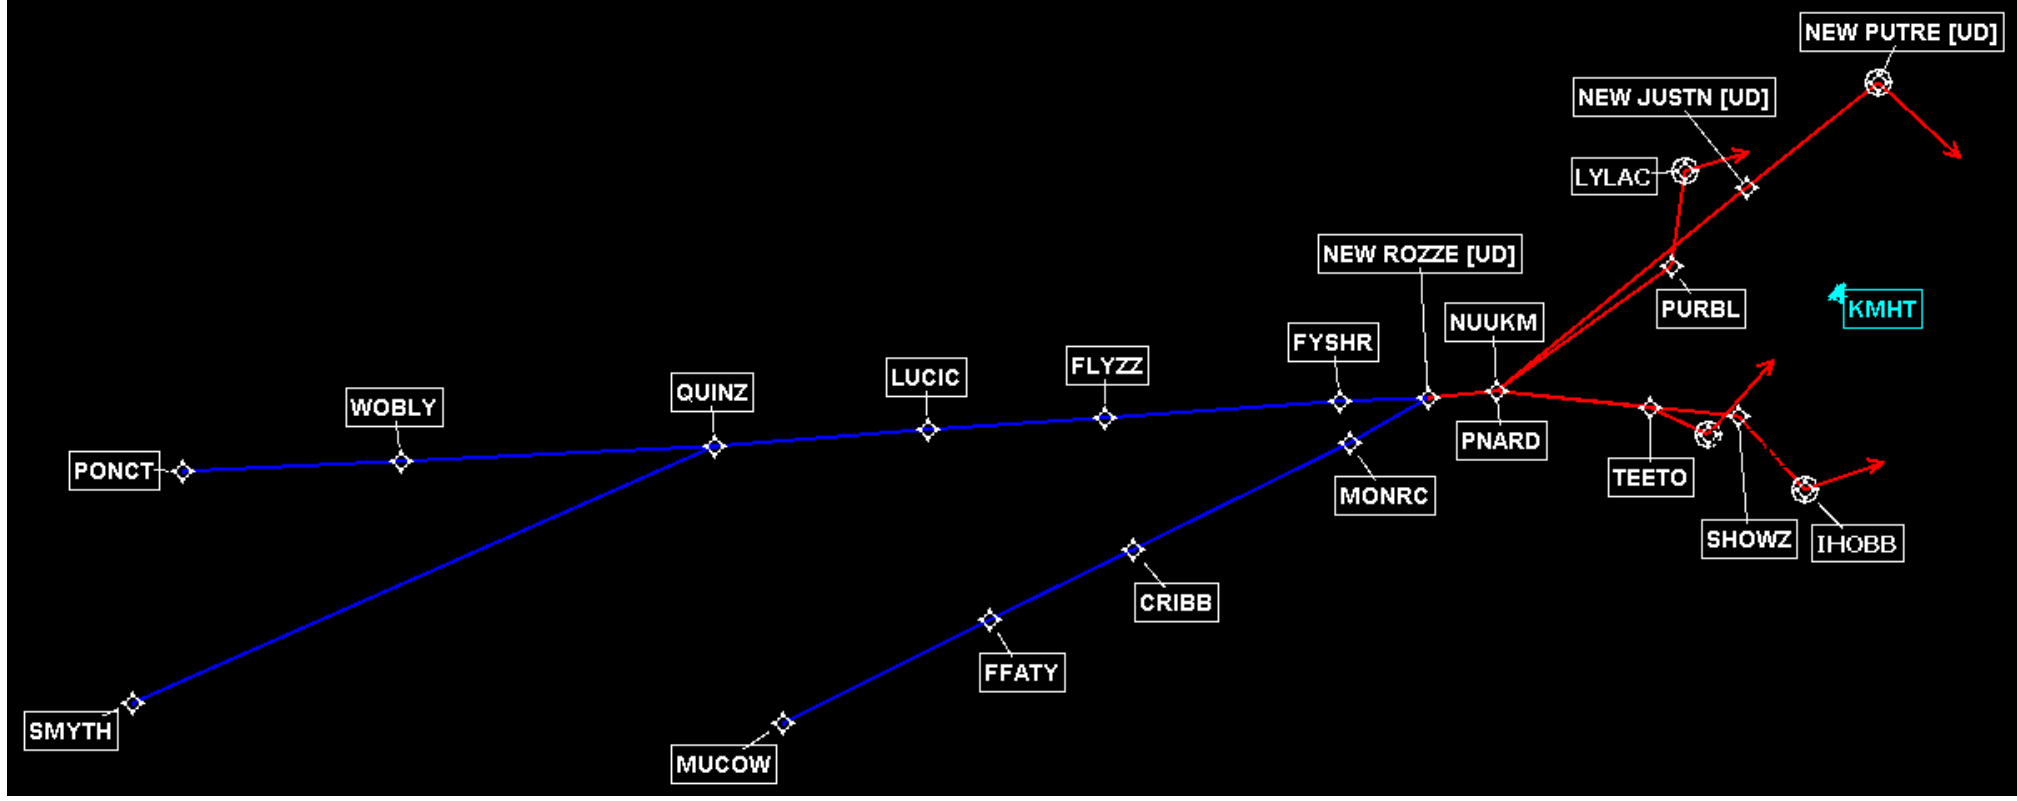 NEW PUTRE [UD]
NEW JUSTN [UD]
LYLAC
NEW ROZZE [UD]
PURBL
KMHT
NUUKM
FYSHR
FLYZZ
LUCIC
QUINZ
WOBLY
PNARD
PONCT
TEETO
MONRC
SHOWZ
IHOBB
CRIBB
FFATY
SMYTH
MUCOW